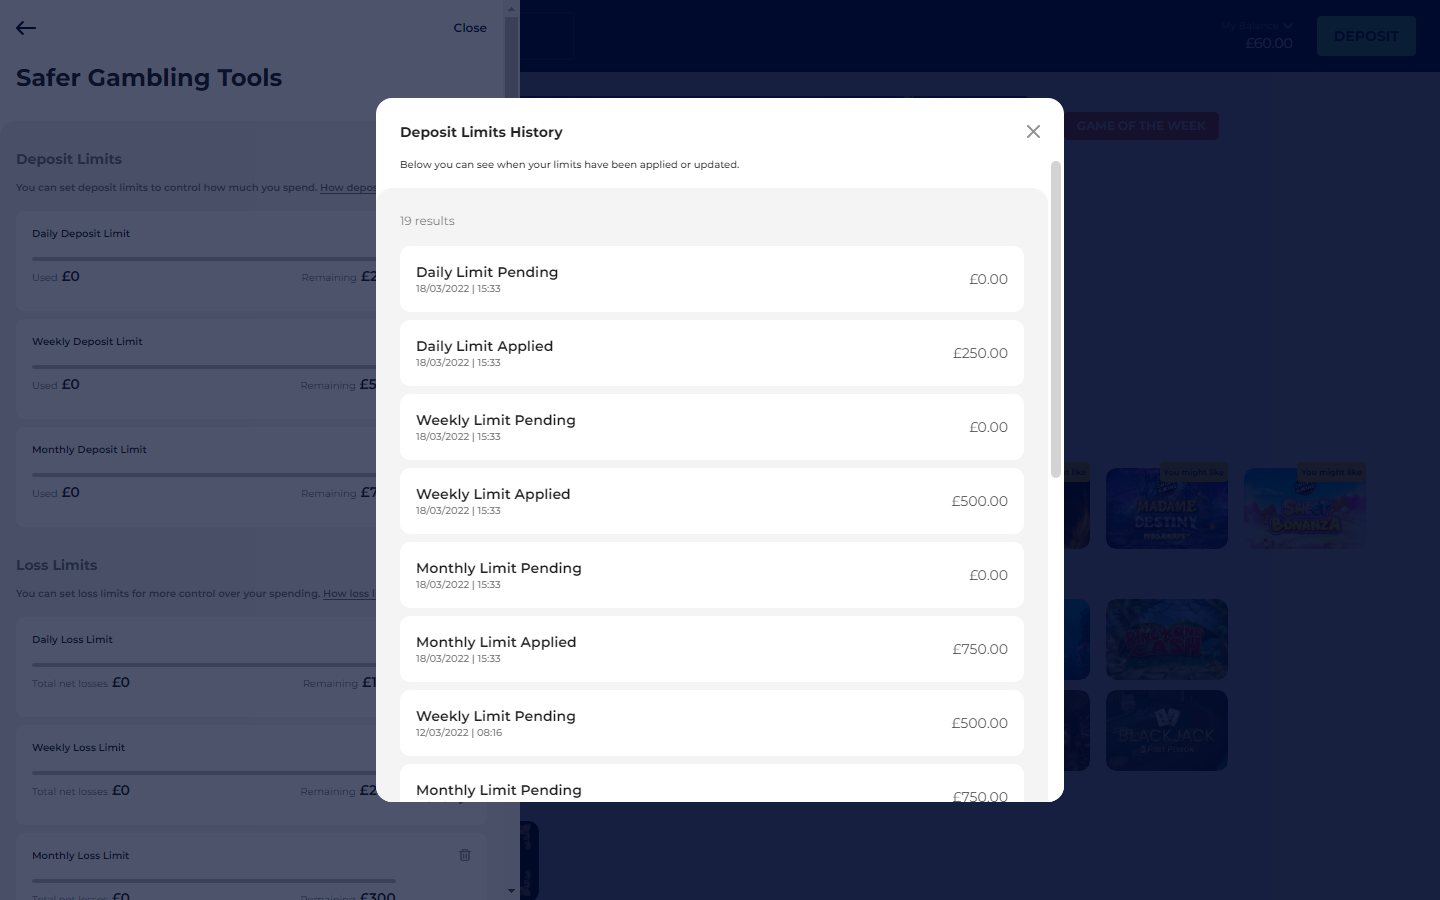 Close
Safer Gambling Tools
Deposit Limits
You can set deposit limits to control how much you spend. How depos
Daily Deposit Limit
Used £0
Remaining £2
Weekly Deposit Limit
Used £0
Remaining £5
Monthly Deposit Limit
Used £0
Remaining £7
Loss Limits
You can set loss limits for more control over your spending. How loss l
Daily Loss Limit
Total net losses £0
Remaining £1
Weekly Loss Limit
Total net losses £0
Remaining £2
Monthly Loss Limit
Total net losses £0
Remaining £300
My Balance
£60.00
DEPOSIT
GAME OF THE WEEK
Deposit Limits History
Below you can see when your limits have been applied or updated.
19 results
Daily Limit Pending
18/03/2022 | 15:33
£0.00
Daily Limit Applied
18/03/2022 | 15:33
£250.00
Weekly Limit Pending
18/03/2022 | 15:33
£0.00
Weekly Limit Applied
18/03/2022 | 15:33
£500.00
Monthly Limit Pending
18/03/2022 | 15:33
£0.00
Monthly Limit Applied
18/03/2022 | 15:33
£750.00
Weekly Limit Pending
12/03/2022 | 08:16
£500.00
Monthly Limit Pending
£750.00
like
You might like
You might like
MADAME
DESTINY
MEGAWAYS
SWEET
BONANZA
BLACKJACK